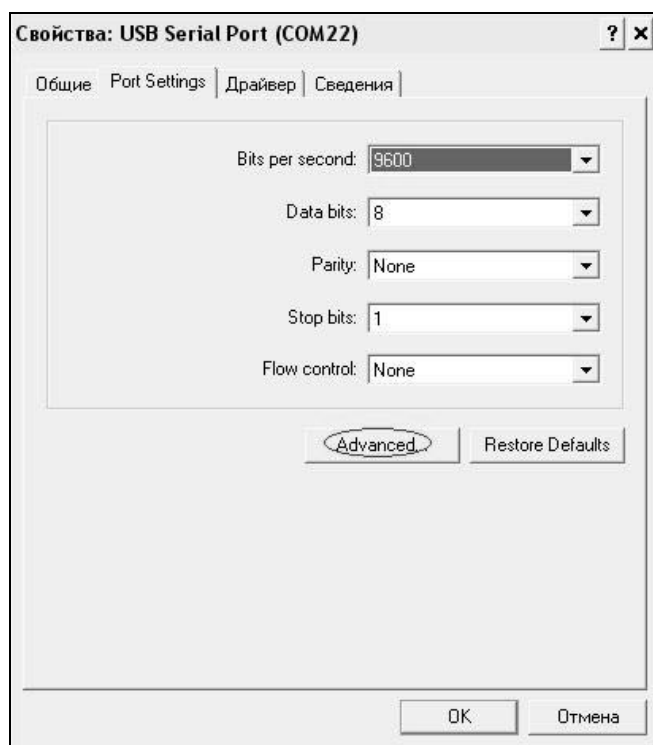 Свойства: USB Serial Port (COM22)
? ×
Общие Port Settings Драйвер Сведения
Bits per second: 9600
Data bits: 8
Parity: None
Stop bits: 1
Flow control: None
Advanced... Restore Defaults
OK Отмена